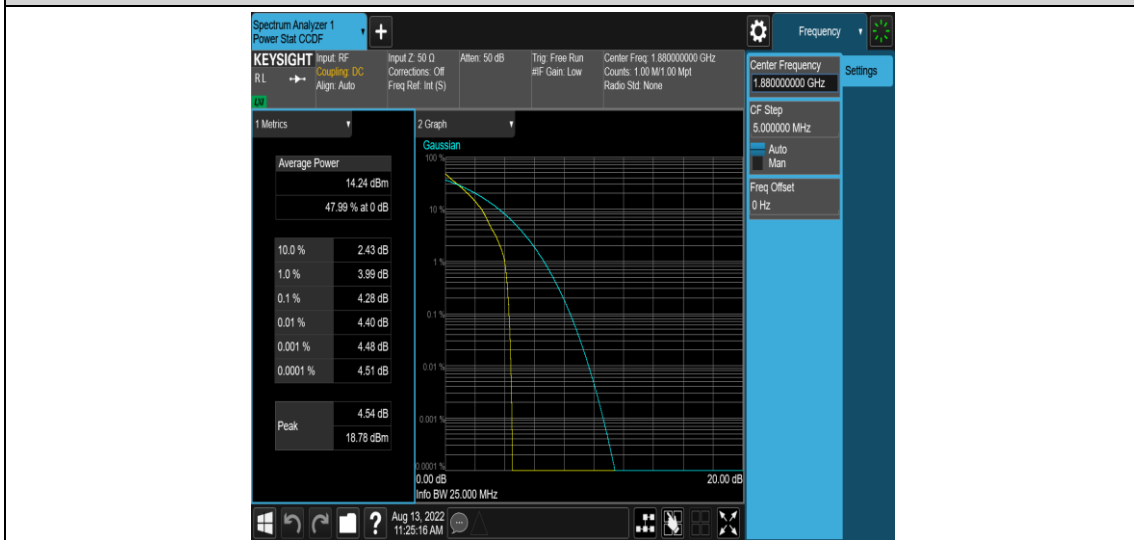 Spectrum Analyzer 1
Power Stat CCDF
+
Frequency
KEYSIGHT
RL
Input: RF
Coupling: DC
Align: Auto
Input Z: 50 Ω
Corrections: Off
Freq Ref: Int (S)
Atten: 50 dB
Trig: Free Run
#IF Gain: Low
Center Freq: 1.880000000 GHz
Counts: 1.00 M/1.00 Mpt
Radio Std: None
Center Frequency
1.880000000 GHz
Settings
CF Step
5.000000 MHz
Auto
Man
Freq Offset
0 Hz
1 Metrics
Average Power
14.24 dBm
47.99 % at 0 dB
10.0 % 2.43 dB
1.0 % 3.99 dB
0.1 % 4.28 dB
0.01 % 4.40 dB
0.001 % 4.48 dB
0.0001 % 4.51 dB
Peak
4.54 dB
18.78 dBm
2 Graph
Gaussian
100 %
10 %
1 %
0.1 %
0.01 %
0.001 %
0.0001 %
0.00 dB
20.00 dB
Info BW 25.000 MHz
?
Aug 13, 2022
11:25:16 AM